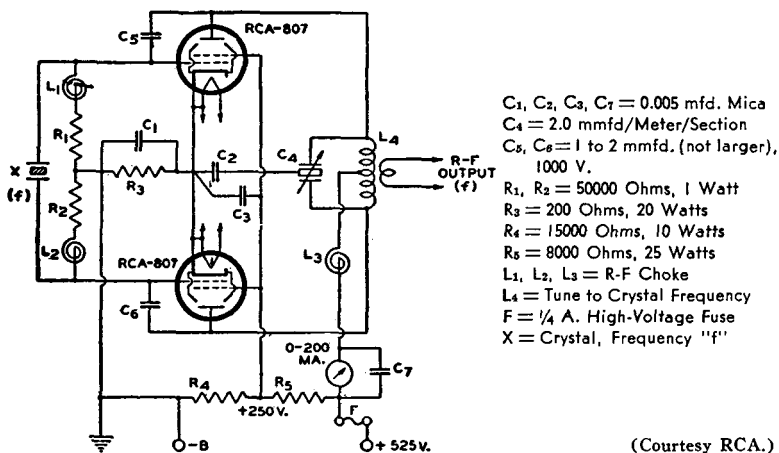 C5
RCA-807
L1
R1
C1
X
(f)
R3
C2
C4
L4
R-F
OUTPUT
(f)
R2
C3
L2
RCA-807
L3
C6
0-200
MA.
C7
R4
R5
+250 V.
F
-B
+ 525 V.
C1, C2, C3, C7 = 0.005 mfd. Mica
C4 = 2.0 mmfd/Meter/Section
C5, C6 = 1 to 2 mmfd. (not larger),
1000 V.
R1, R2 = 50000 Ohms, 1 Watt
R3 = 200 Ohms, 20 Watts
R4 = 15000 Ohms, 10 Watts
R5 = 8000 Ohms, 25 Watts
L1, L2, L3 = R-F Choke
L4 = Tune to Crystal Frequency
F = 1/4 A. High-Voltage Fuse
X = Crystal, Frequency "f"
(Courtesy RCA.)